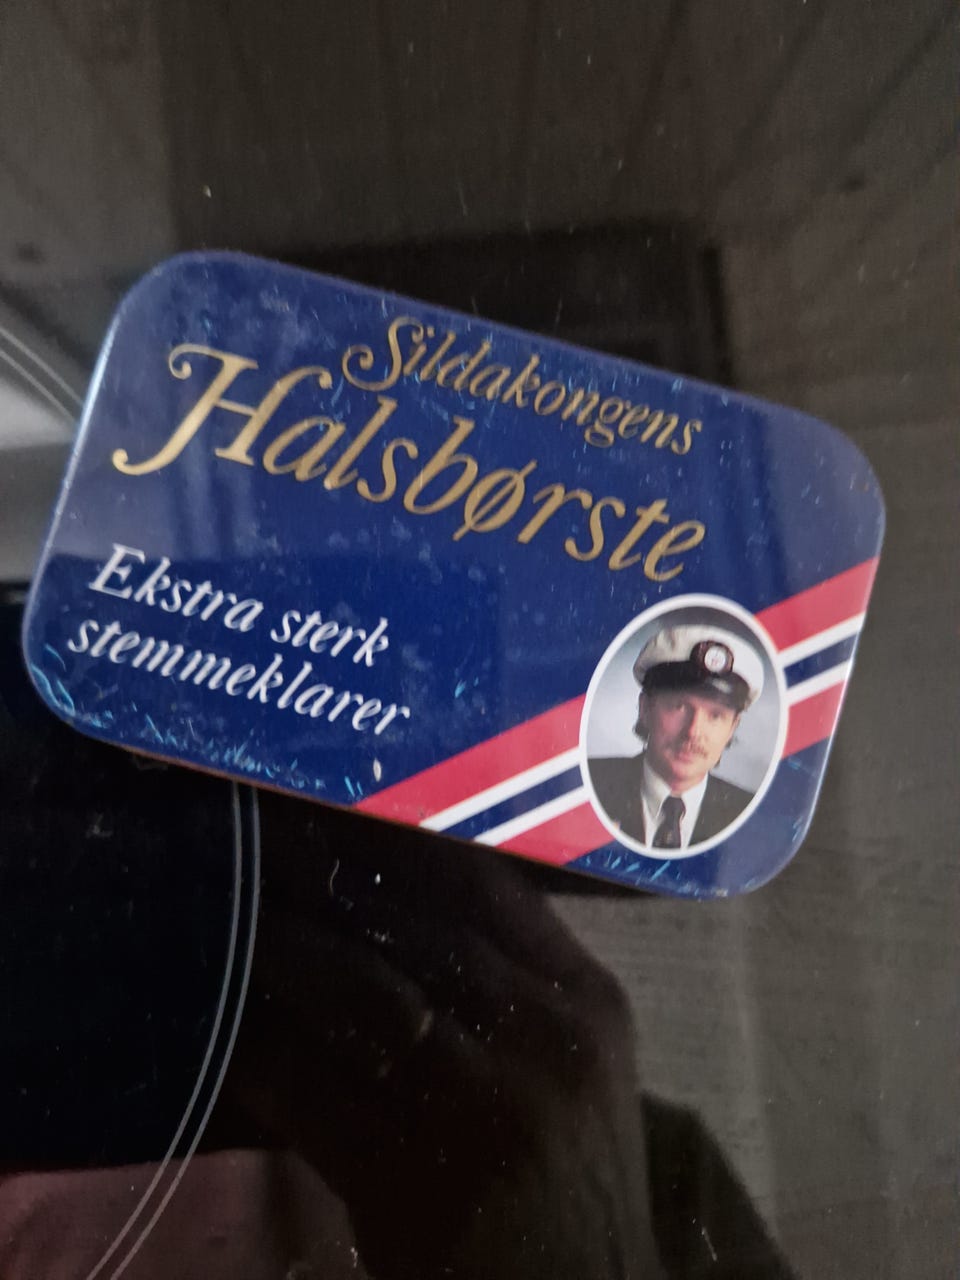 Sildakongens
Halsbørste
Ekstra sterk
stemmeklarer